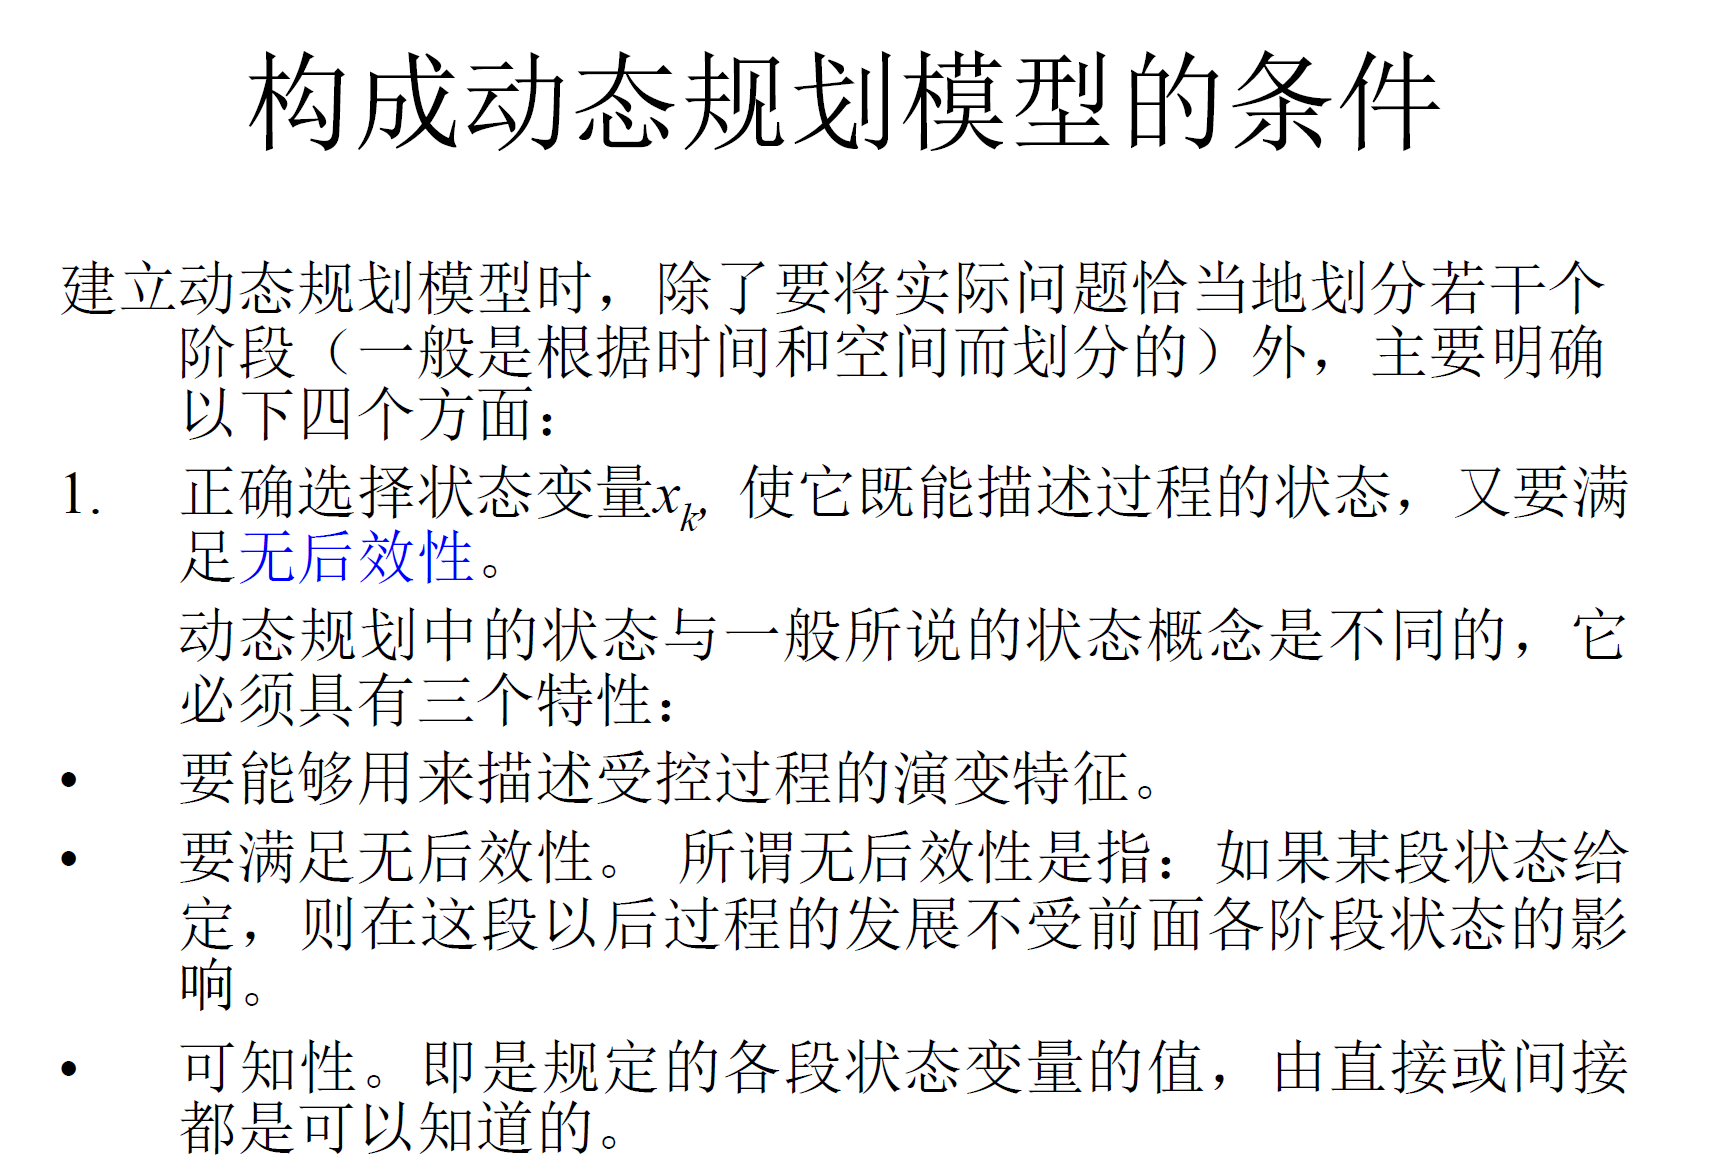 构成动态规划模型的条件
建立动态规划模型时，除了要将实际问题恰当地划分若干个
阶段（一般是根据时间和空间而划分的）外，主要明确
以下四个方面：
1. 正确选择状态变量xk, 使它既能描述过程的状态，又要满
足无后效性。
动态规划中的状态与一般所说的状态概念是不同的，它
必须具有三个特性：
• 要能够用来描述受控过程的演变特征。
• 要满足无后效性。 所谓无后效性是指：如果某段状态给
定，则在这段以后过程的发展不受前面各阶段状态的影
响。
• 可知性。即是规定的各段状态变量的值，由直接或间接
都是可以知道的。